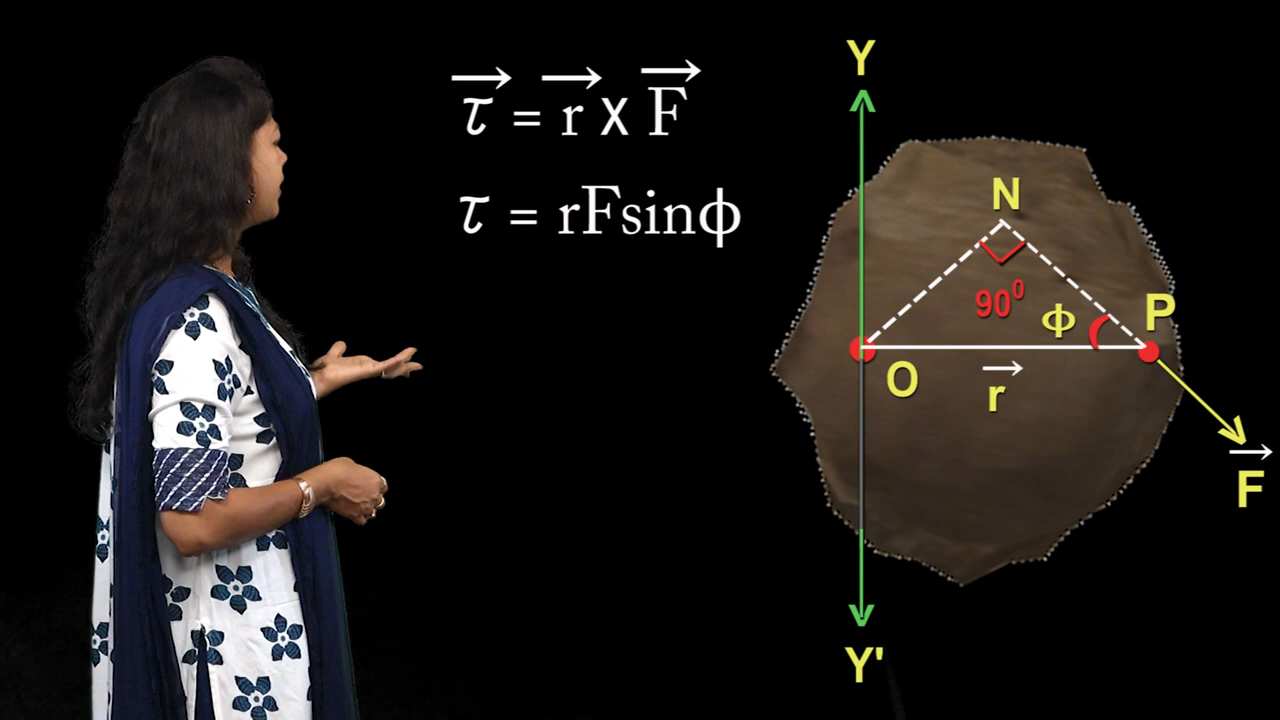 τ⃗ = r⃗ x F⃗
τ = rFsinϕ
Y
N
90⁰
ϕ
P
O
r⃗
F⃗
Y'